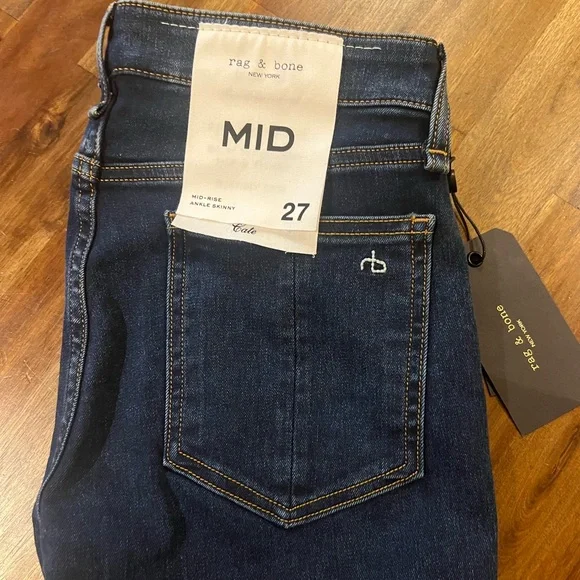 rag & bone
NEW YORK
MID
MID-RISE
ANKLE SKINNY
27
Cate
rb
rag & bone
NEW YORK